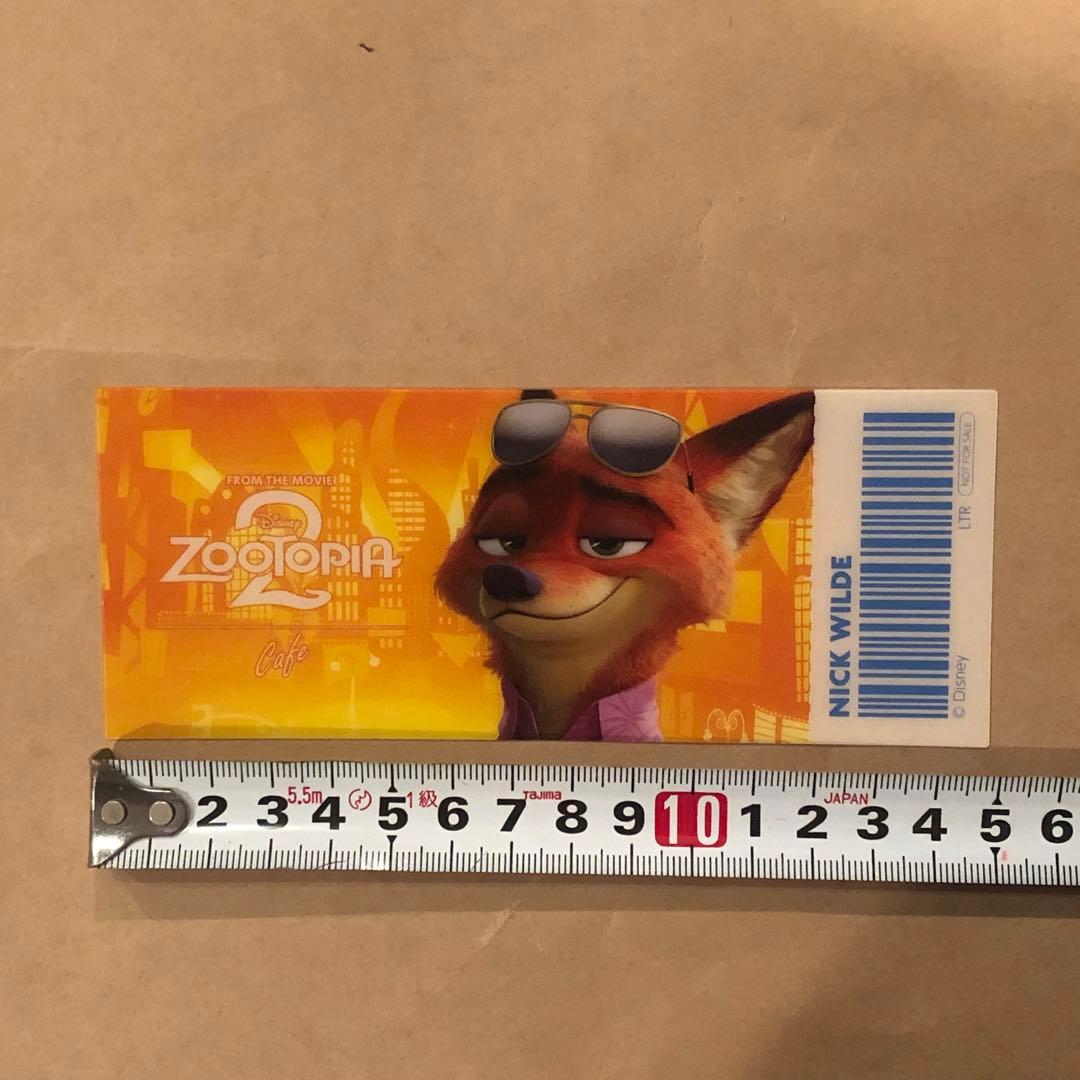 FROM THE MOVIE
Disney
ZOOTOPIA
2
Cafe
NICK WILDE
© Disney
LTR
NOT FOR SALE
5.5m 1級 Tajima JAPAN
2 3 4 5 6 7 8 9 10 1 2 3 4 5 6